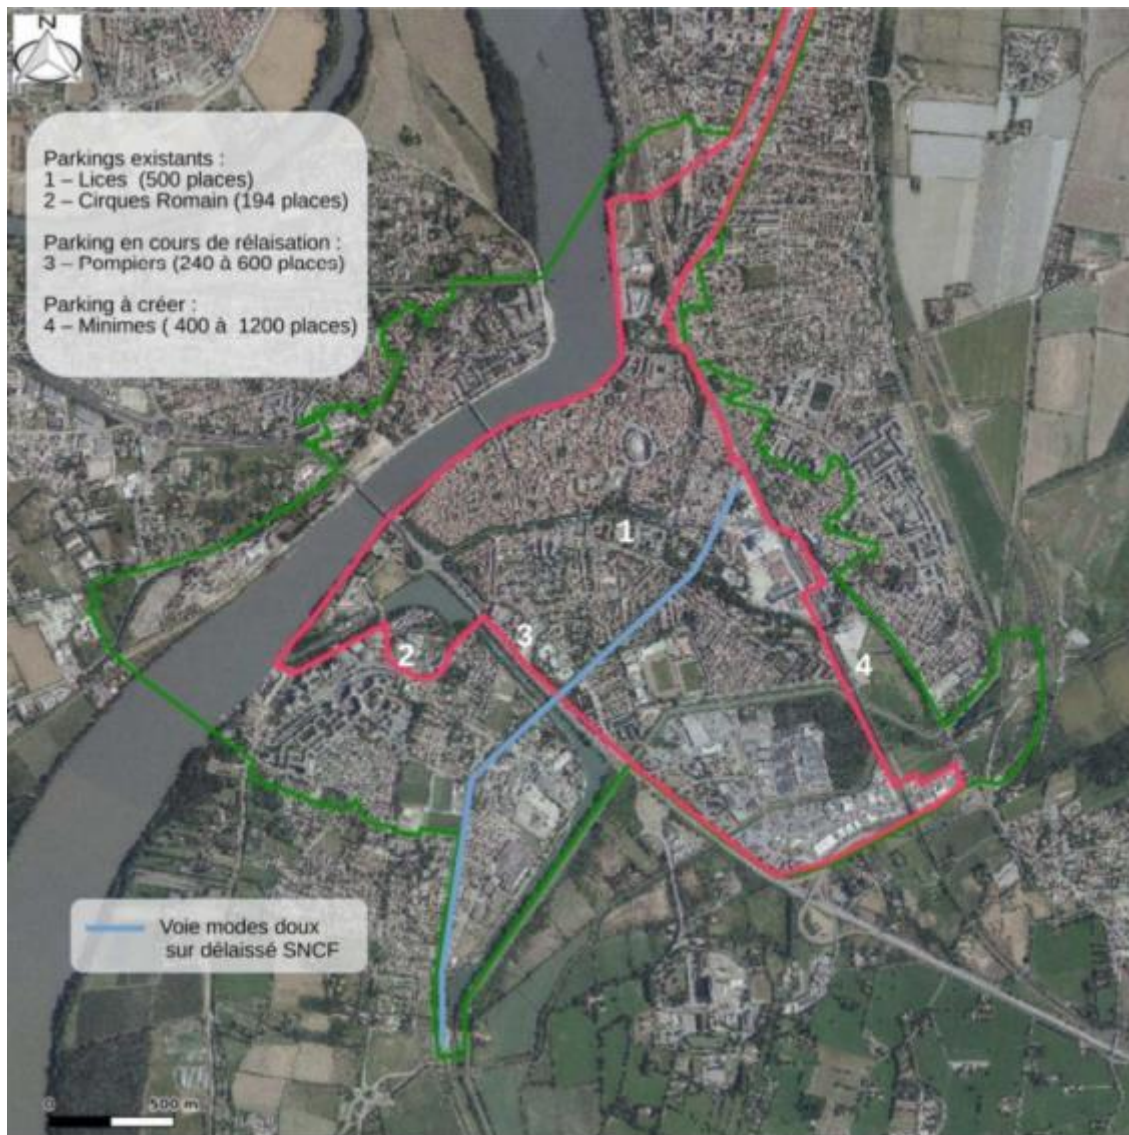 N
Parkings existants :
1 – Lices (500 places)
2 – Cirques Romain (194 places)
Parking en cours de rélaisation :
3 – Pompiers (240 à 600 places)
Parking à créer :
4 – Minimes ( 400 à 1200 places)
1
2
3
4
Voie modes doux
sur délaissé SNCF
0 500 m